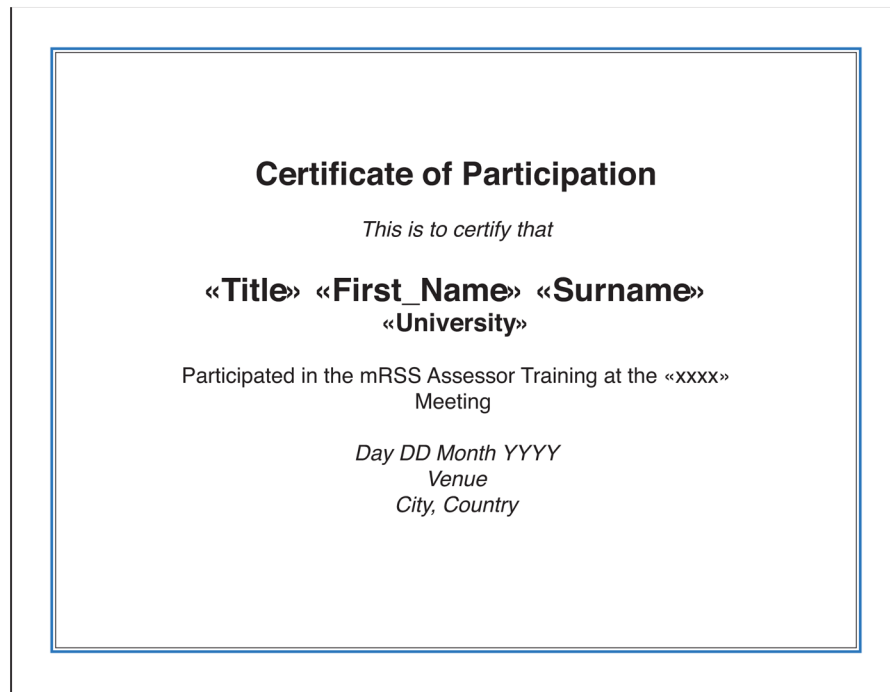 Certificate of Participation
This is to certify that
«Title» «First_Name» «Surname»
«University»
Participated in the mRSS Assessor Training at the «xxxx»
Meeting
Day DD Month YYYY
Venue
City, Country